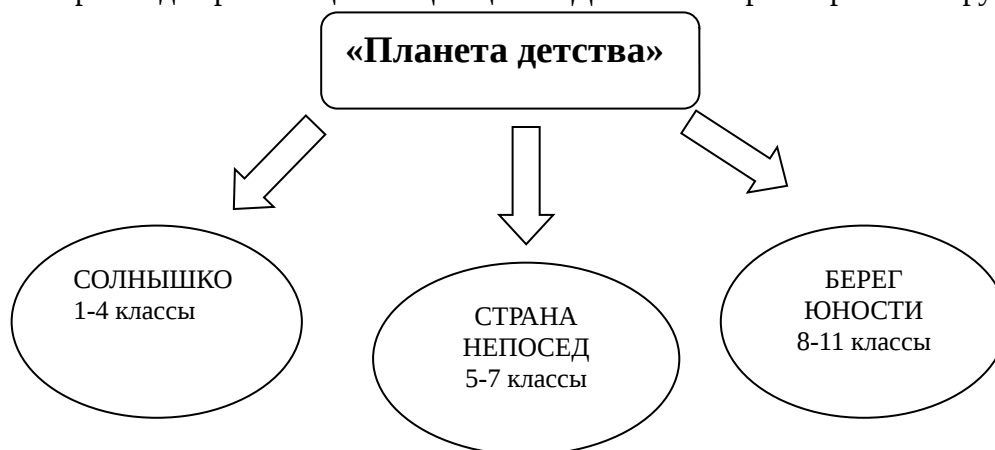 «Планета детства»
СОЛНЫШКО
1-4 классы
СТРАНА
НЕПОСЕД
5-7 классы
БЕРЕГ
ЮНОСТИ
8-11 классы